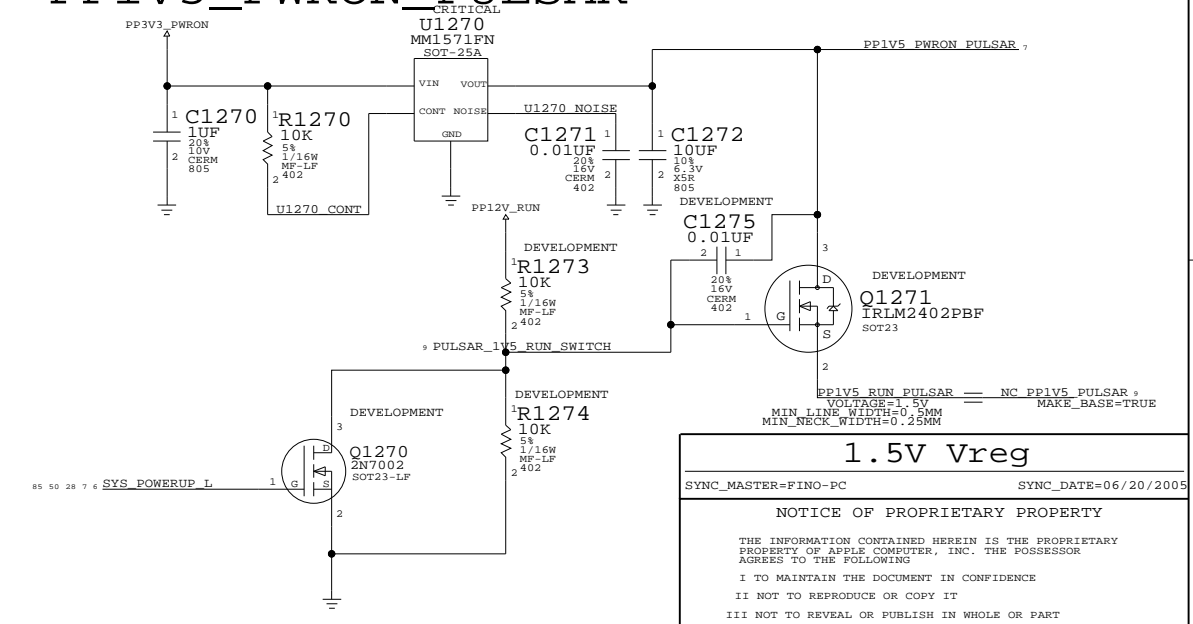 PP1V5_PWRON_PULSAR
CRITICAL
PP3V3_PWRON
U1270
MM1571FN
SOT-25A
PP1V5_PWRON_PULSAR 7
VIN VOUT
CONT NOISE
GND
U1270_NOISE
1 C1270
1UF
20%
10V
2 CERM
805
1 R1270
10K
5%
1/16W
MF-LF
2 402
U1270_CONT
C1271 1
0.01UF
20%
16V
CERM 2
402
1 C1272
10UF
10%
6.3V
2 X5R
805
PP12V_RUN
DEVELOPMENT
C1275
0.01UF
2 1
20%
16V
CERM
402
DEVELOPMENT
1 R1273
10K
5%
1/16W
MF-LF
2 402
3
D
DEVELOPMENT
Q1271
IRLM2402PBF
SOT23
1 G
S
2
9 PULSAR_1V5_RUN_SWITCH
PP1V5_RUN_PULSAR
NC_PP1V5_PULSAR 9
VOLTAGE=1.5V
MAKE_BASE=TRUE
MIN_LINE_WIDTH=0.5MM
MIN_NECK_WIDTH=0.25MM
DEVELOPMENT
1 R1274
10K
5%
1/16W
MF-LF
2 402
DEVELOPMENT
3
D
Q1270
2N7002
SOT23-LF
85 50 28 7 6 SYS_POWERUP_L
1 G S
2
1.5V Vreg
SYNC_MASTER=FINO-PC SYNC_DATE=06/20/2005
NOTICE OF PROPRIETARY PROPERTY
THE INFORMATION CONTAINED HEREIN IS THE PROPRIETARY
PROPERTY OF APPLE COMPUTER, INC. THE POSSESSOR
AGREES TO THE FOLLOWING
I TO MAINTAIN THE DOCUMENT IN CONFIDENCE
II NOT TO REPRODUCE OR COPY IT
III NOT TO REVEAL OR PUBLISH IN WHOLE OR PART